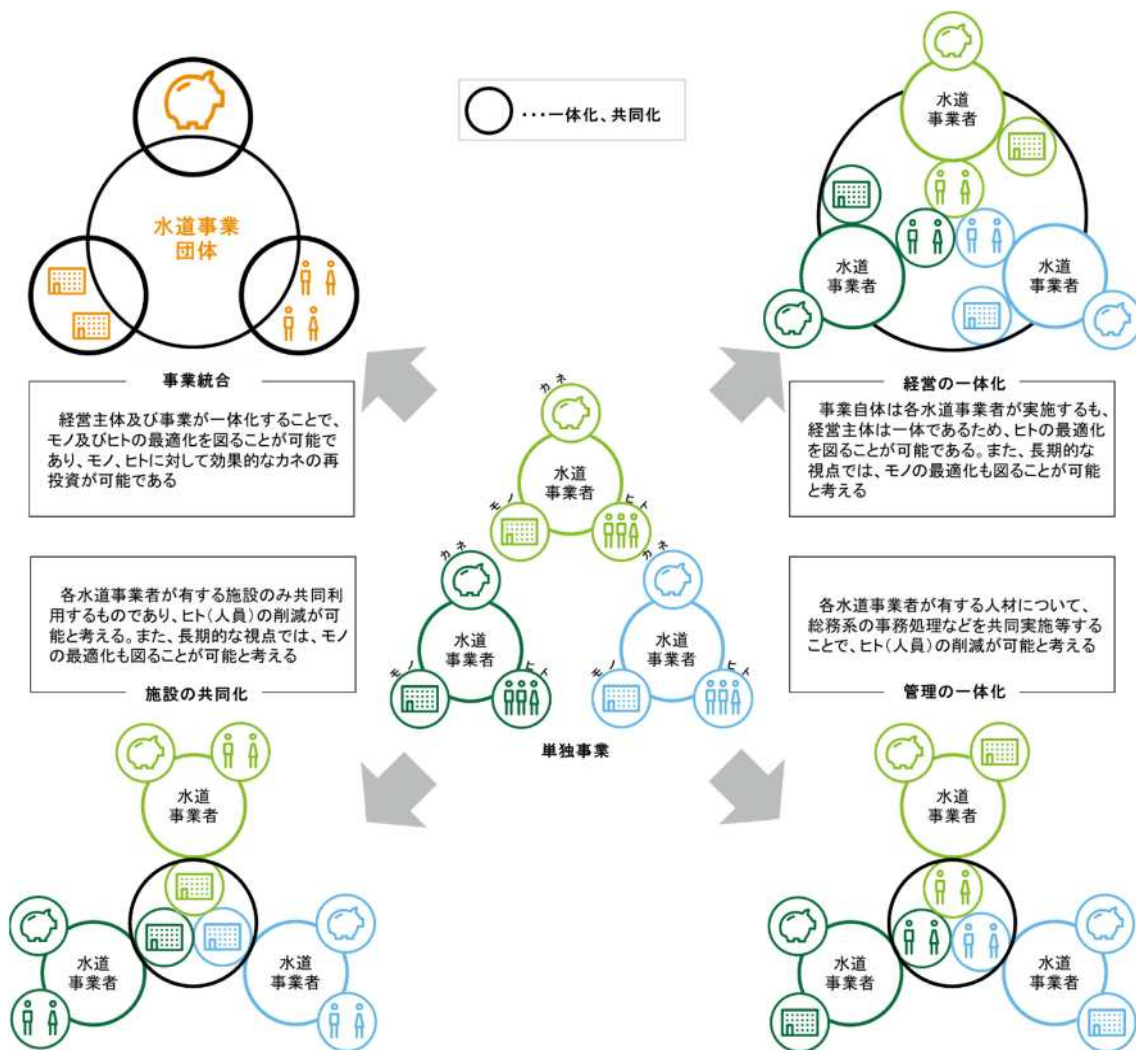 ・・・一体化、共同化
水道事業
団体
水道
事業者
水道
事業者
水道
事業者
事業統合
経営主体及び事業が一体化することで、
モノ及びヒトの最適化を図ることが可能で
あり、モノ、ヒトに対して効果的なカネの再
投資が可能である
経営の一体化
事業自体は各水道事業者が実施するも、
経営主体は一体であるため、ヒトの最適化
を図ることが可能である。また、長期的な視
点では、モノの最適化も図ることが可能
と考える
カネ
水道
事業者
モノ
ヒト
カネ
水道
事業者
モノ
ヒト
カネ
水道
事業者
モノ
ヒト
単独事業
各水道事業者が有する施設のみ共同利
用するものであり、ヒト(人員)の削減が可
能と考える。また、長期的な視点では、モノ
の最適化も図ることが可能と考える
施設の共同化
各水道事業者が有する人材について、
総務系の事務処理などを共同実施等する
ことで、ヒト(人員)の削減が可能と考える
管理の一体化
水道
事業者
水道
事業者
水道
事業者
水道
事業者
水道
事業者
水道
事業者